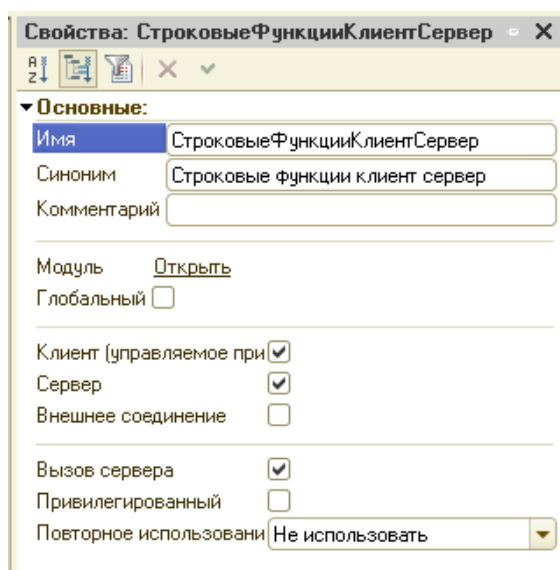 Свойства: СтроковыеФункцииКлиентСервер
Основные:
Имя СтроковыеФункцииКлиентСервер
Синоним Строковые функции клиент сервер
Комментарий
Модуль Открыть
Глобальный
Клиент (управляемое при
Сервер
Внешнее соединение
Вызов сервера
Привилегированный
Повторное использовани Не использовать